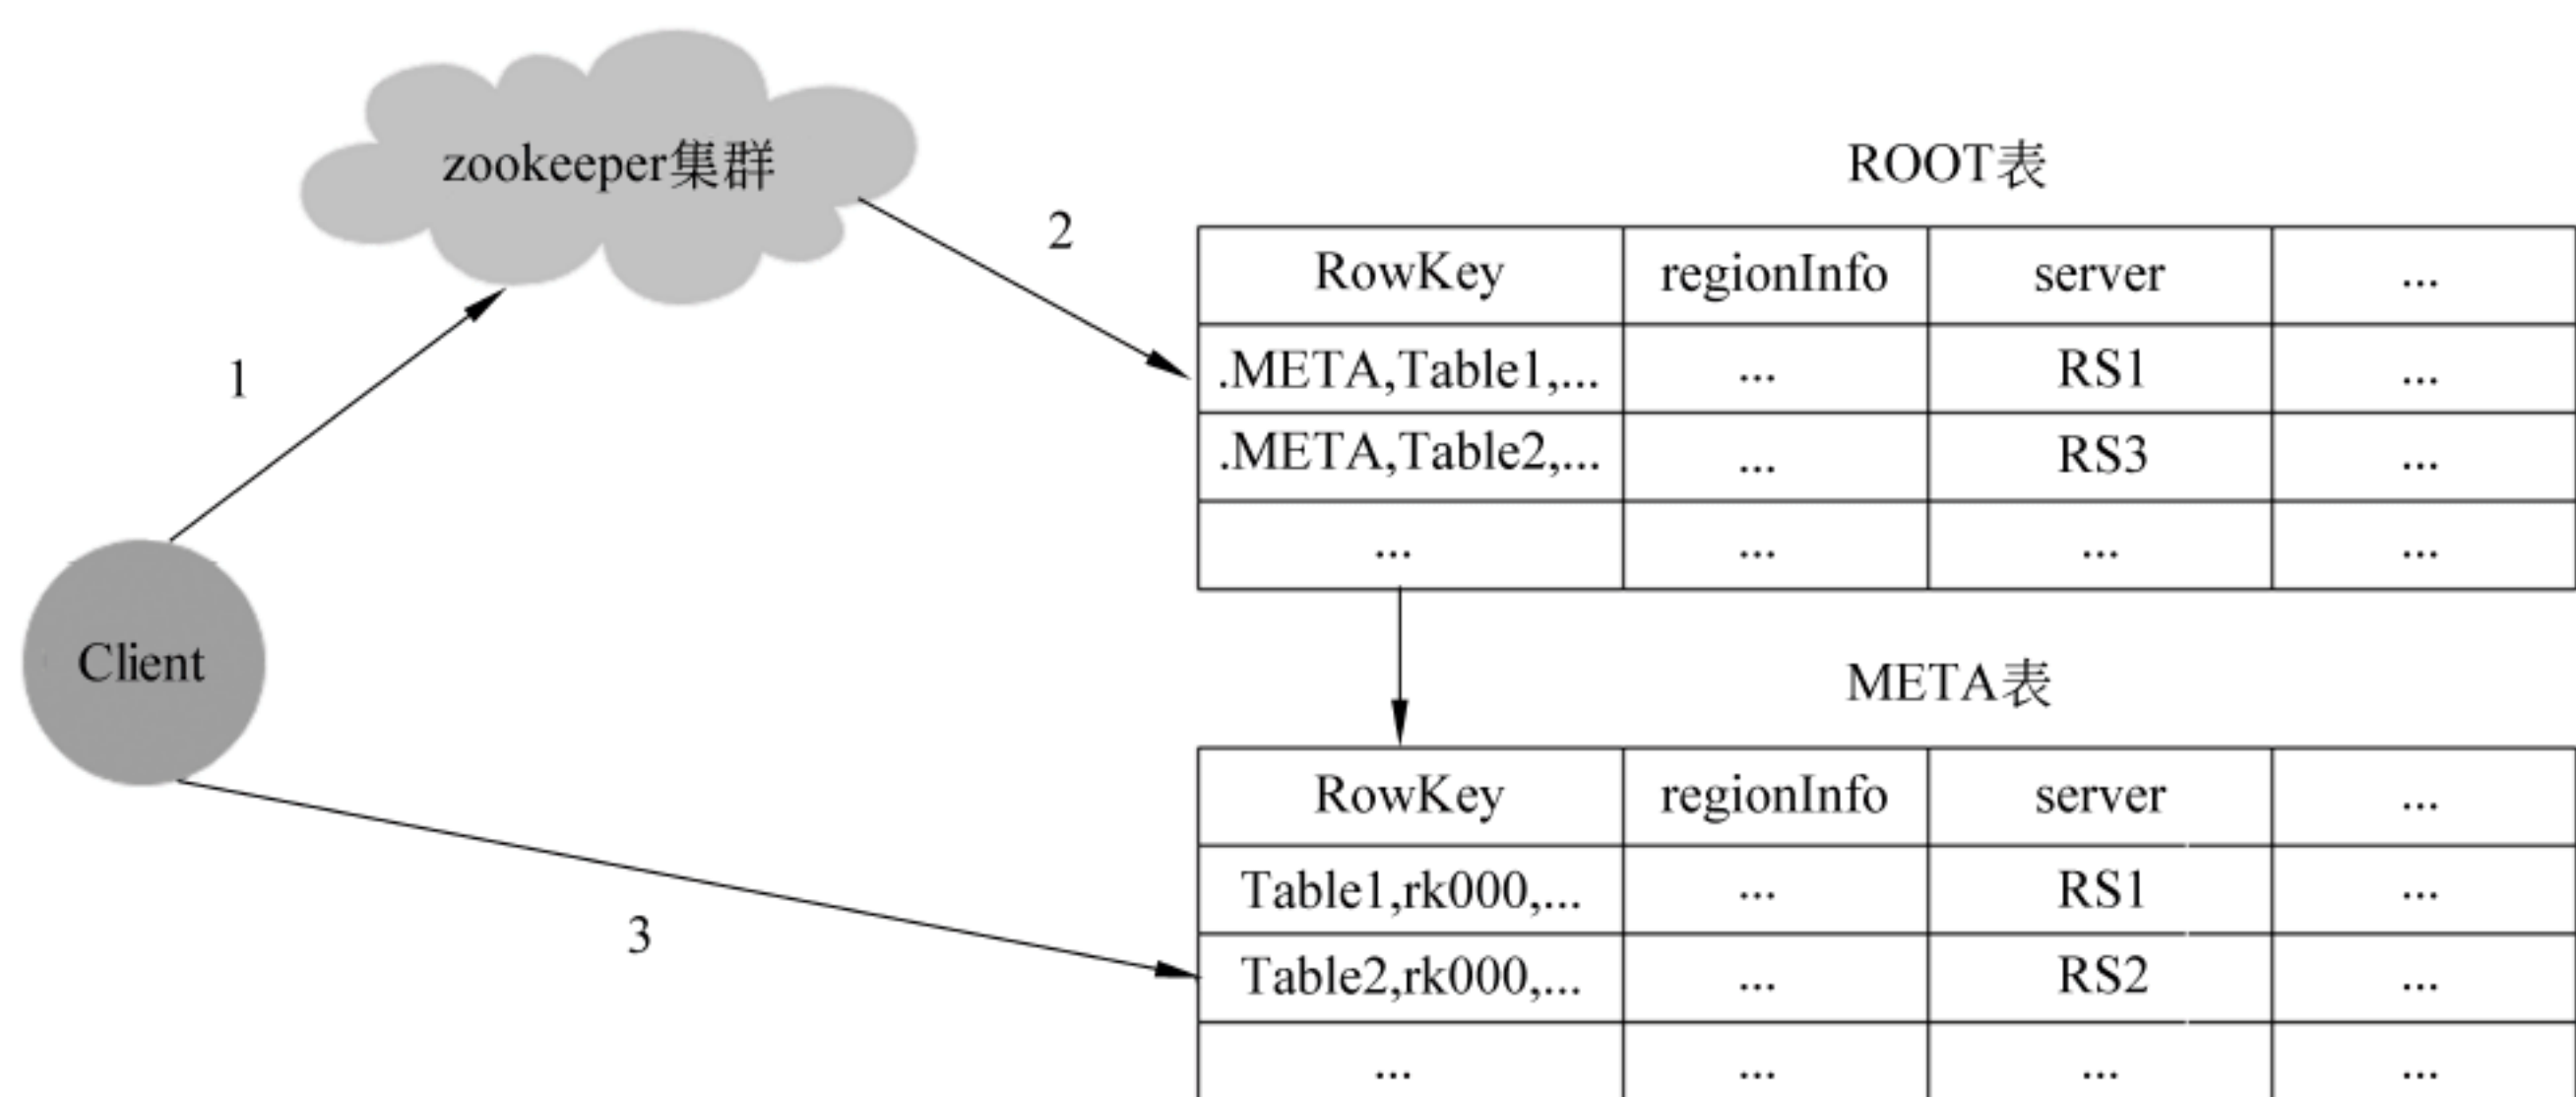 zookeeper集群
1
2
Client
3
ROOT表
RowKey regionInfo server ...
.META,Table1,... ... RS1 ...
.META,Table2,... ... RS3 ...
... ... ... ...
META表
RowKey regionInfo server ...
Table1,rk000,... ... RS1 ...
Table2,rk000,... ... RS2 ...
... ... ... ...